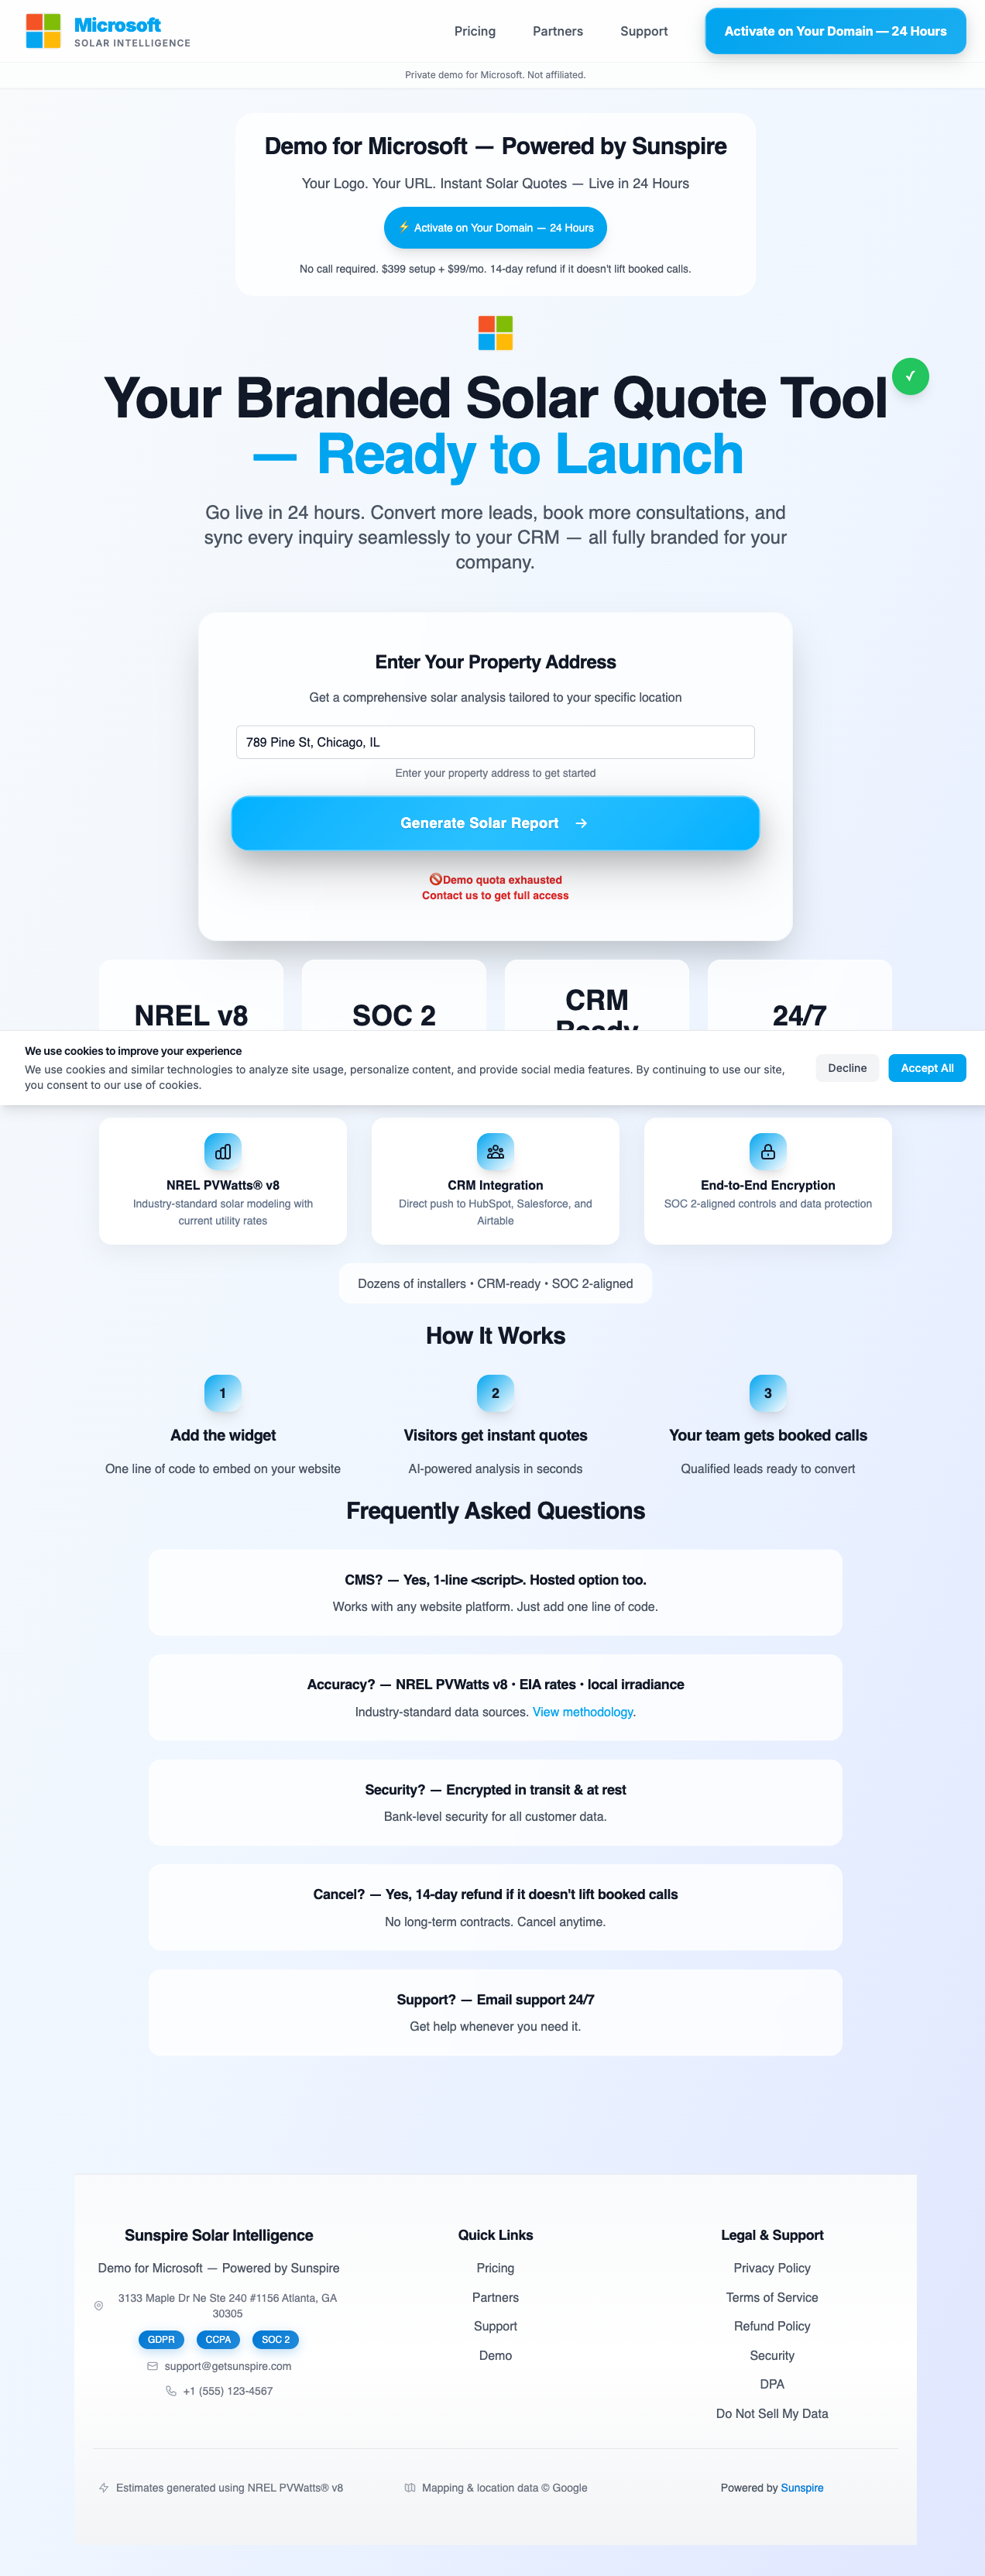 Microsoft
SOLAR INTELLIGENCE
Pricing
Partners
Support
Activate on Your Domain — 24 Hours
Private demo for Microsoft. Not affiliated.
Demo for Microsoft — Powered by Sunspire
Your Logo. Your URL. Instant Solar Quotes — Live in 24 Hours
⚡ Activate on Your Domain — 24 Hours
No call required. $399 setup + $99/mo. 14-day refund if it doesn't lift booked calls.
✓
Your Branded Solar Quote Tool
— Ready to Launch
Go live in 24 hours. Convert more leads, book more consultations, and
sync every inquiry seamlessly to your CRM — all fully branded for your
company.
Enter Your Property Address
Get a comprehensive solar analysis tailored to your specific location
789 Pine St, Chicago, IL
Enter your property address to get started
Generate Solar Report →
🚫Demo quota exhausted
Contact us to get full access
NREL v8
SOC 2
CRM
Ready
24/7
We use cookies to improve your experience
We use cookies and similar technologies to analyze site usage, personalize content, and provide social media features. By continuing to use our site,
you consent to our use of cookies.
Decline
Accept All
NREL PVWatts® v8
Industry-standard solar modeling with
current utility rates
CRM Integration
Direct push to HubSpot, Salesforce, and
Airtable
End-to-End Encryption
SOC 2-aligned controls and data protection
Dozens of installers • CRM-ready • SOC 2-aligned
How It Works
1
Add the widget
One line of code to embed on your website
2
Visitors get instant quotes
AI-powered analysis in seconds
3
Your team gets booked calls
Qualified leads ready to convert
Frequently Asked Questions
CMS? — Yes, 1-line <script>. Hosted option too.
Works with any website platform. Just add one line of code.
Accuracy? — NREL PVWatts v8 • EIA rates • local irradiance
Industry-standard data sources. View methodology.
Security? — Encrypted in transit & at rest
Bank-level security for all customer data.
Cancel? — Yes, 14-day refund if it doesn't lift booked calls
No long-term contracts. Cancel anytime.
Support? — Email support 24/7
Get help whenever you need it.
Sunspire Solar Intelligence
Demo for Microsoft — Powered by Sunspire
3133 Maple Dr Ne Ste 240 #1156 Atlanta, GA
30305
GDPR
CCPA
SOC 2
support@getsunspire.com
+1 (555) 123-4567
Quick Links
Pricing
Partners
Support
Demo
Legal & Support
Privacy Policy
Terms of Service
Refund Policy
Security
DPA
Do Not Sell My Data
Estimates generated using NREL PVWatts® v8
Mapping & location data © Google
Powered by Sunspire